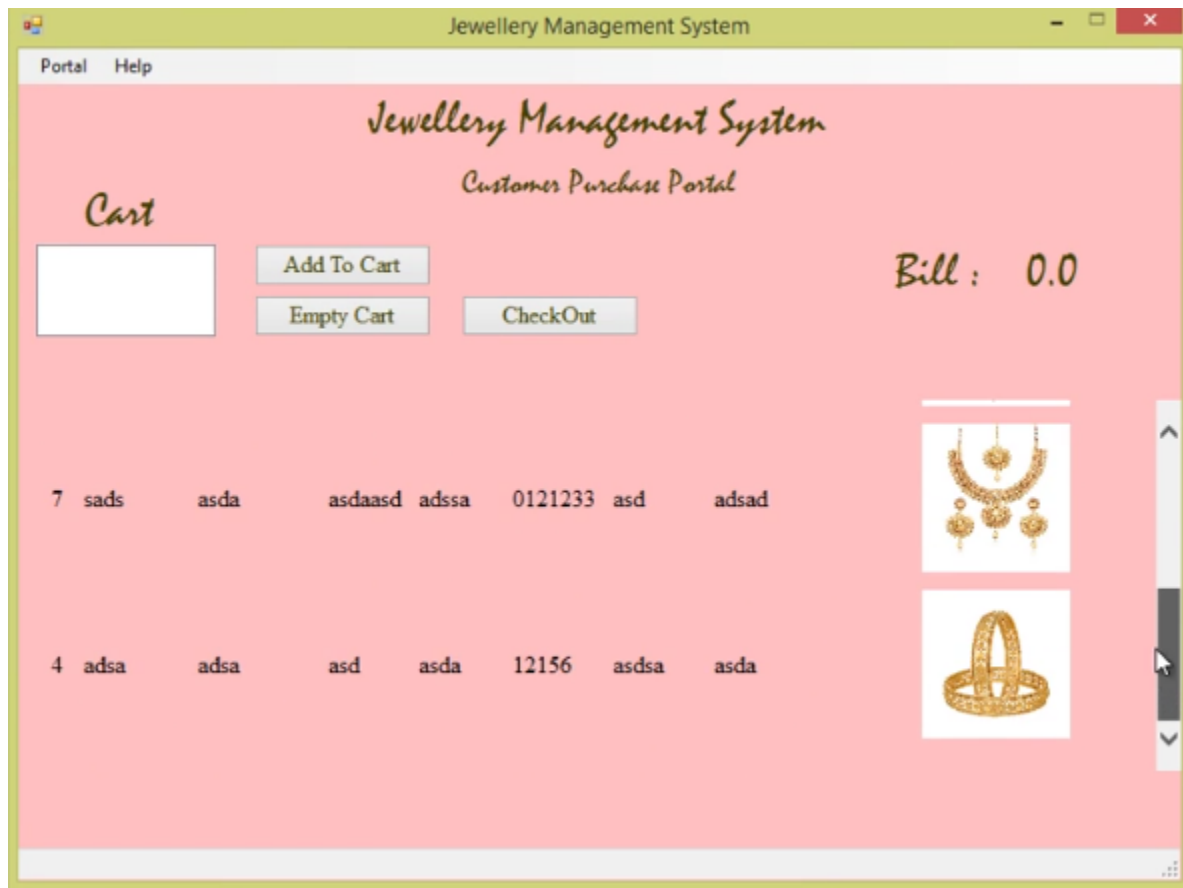 Jewellery Management System
Portal Help
Jewellery Management System
Customer Purchase Portal
Cart
Add To Cart
Bill : 0.0
Empty Cart CheckOut
7 sads asda asdaasd adssa 0121233 asd adsad
4 adsa adsa asd asda 12156 asdsa asda